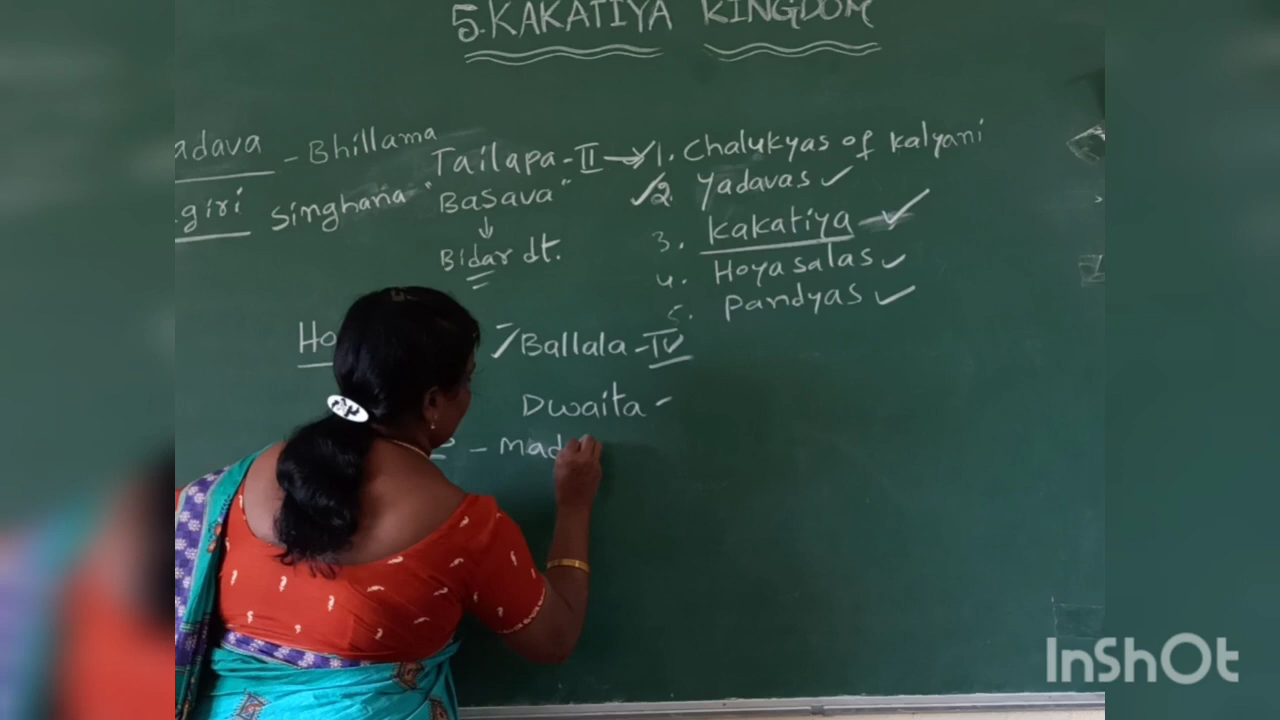 5. KAKATIYA KINGDOM
adava - Bhillama
giri Singhana
Tailapa-II → 1. Chalukyas of Kalyani
"Basava"
↓
Bidar dt.
2. Yadavas ✓
3. Kakatiya ✓
4. Hoyasalas ✓
5. Pandyas ✓
Ho
Ballala - IV
Dwaita -
- Mad
InShOt